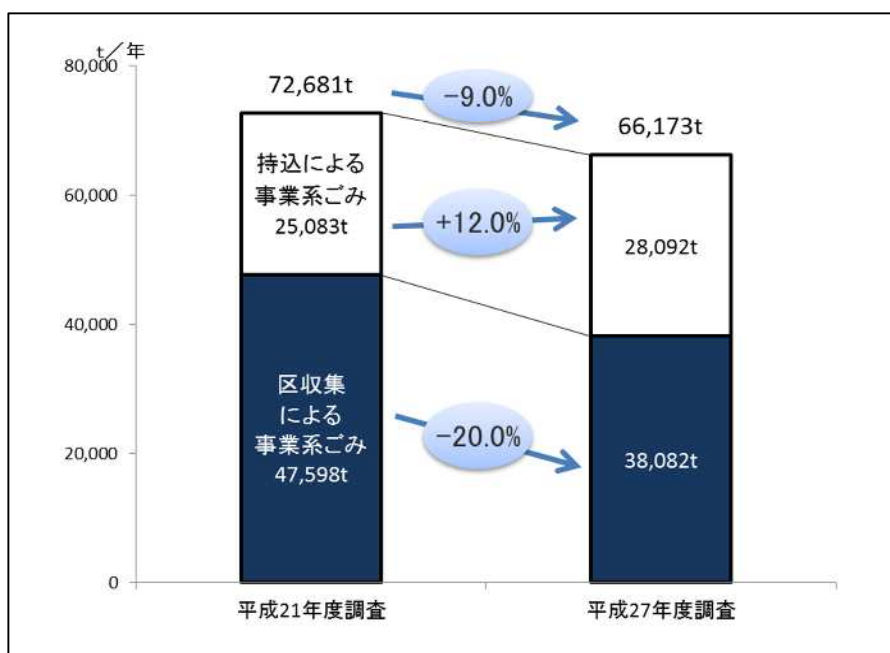 t／年
80,000
60,000
40,000
20,000
0
72,681t
−9.0%
66,173t
持込による
事業系ごみ
25,083t
+12.0%
28,092t
区収集
による
事業系ごみ
47,598t
−20.0%
38,082t
平成21年度調査
平成27年度調査